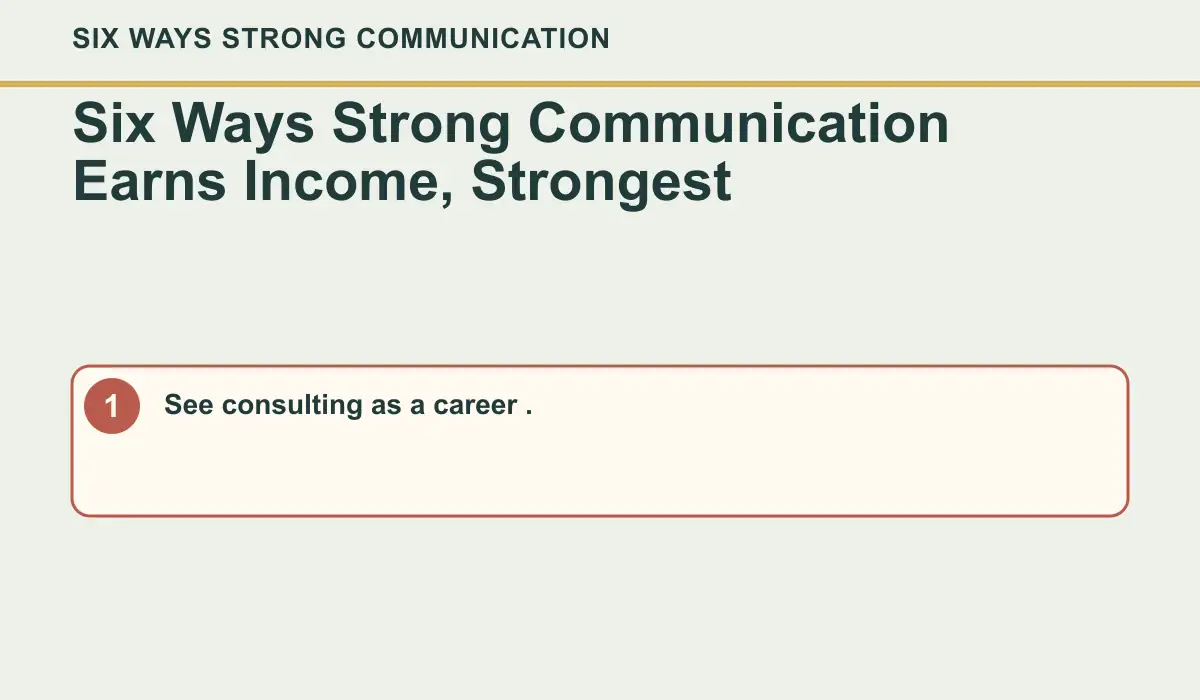 SIX WAYS STRONG COMMUNICATION
Six Ways Strong Communication
Earns Income, Strongest
1
See consulting as a career .